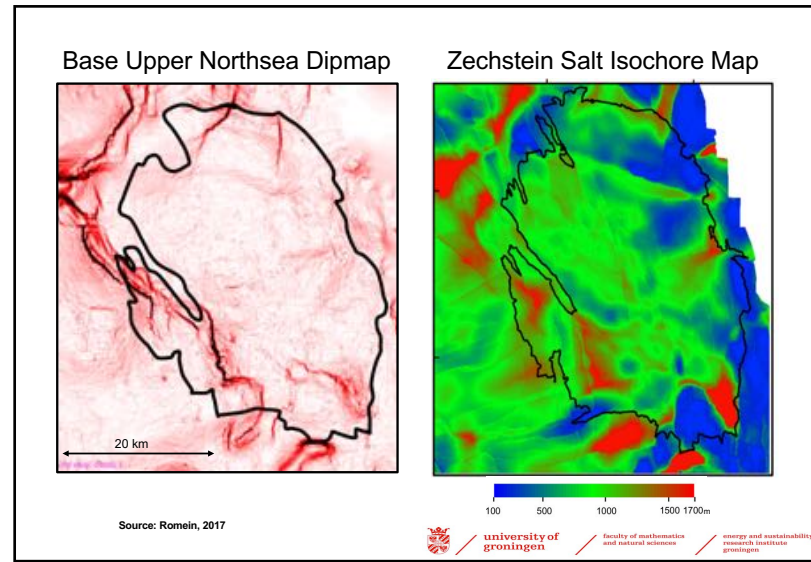 Base Upper Northsea Dipmap
Zechstein Salt Isochore Map
20 km
100
500
1000
1500
1700m
Source: Romein, 2017
university of
groningen
faculty of mathematics
and natural sciences
energy and sustainability
research institute
groningen